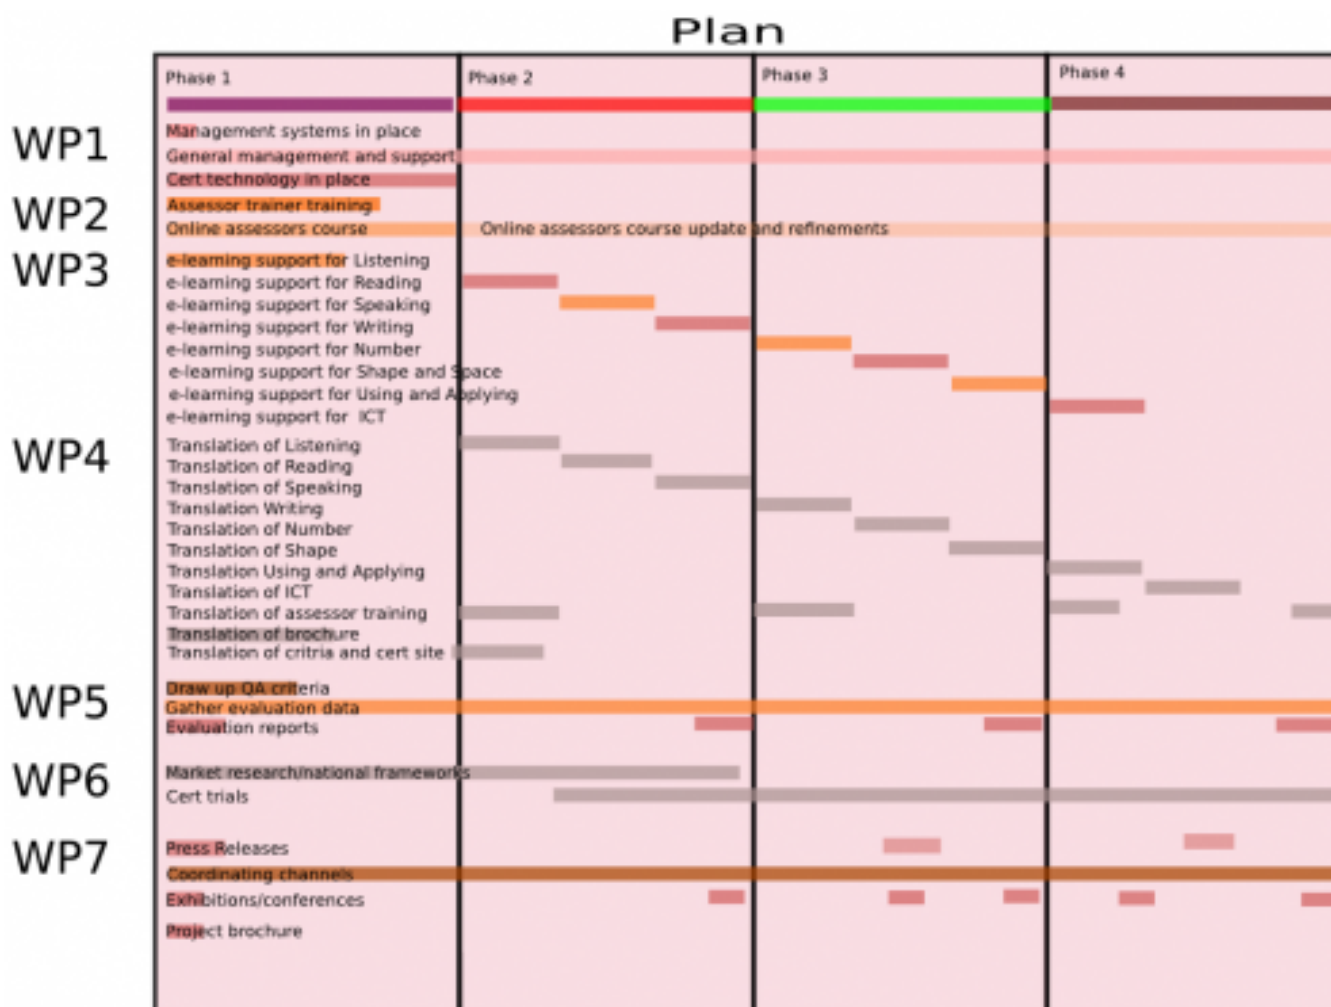 Plan
Phase 1
Phase 2
Phase 3
Phase 4
WP1
Management systems in place
General management and support
Cert technology in place
WP2
Assessor trainer training
Online assessors course
Online assessors course update and refinements
WP3
e-learning support for Listening
e-learning support for Reading
e-learning support for Speaking
e-learning support for Writing
e-learning support for Number
e-learning support for Shape and Space
e-learning support for Using and Applying
e-learning support for ICT
WP4
Translation of Listening
Translation of Reading
Translation of Speaking
Translation Writing
Translation of Number
Translation of Shape
Translation Using and Applying
Translation of ICT
Translation of assessor training
Translation of brochure
Translation of critria and cert site
WP5
Draw up QA criteria
Gather evaluation data
Evaluation reports
WP6
Market research/national frameworks
Cert trials
WP7
Press Releases
Coordinating channels
Exhibitions/conferences
Project brochure